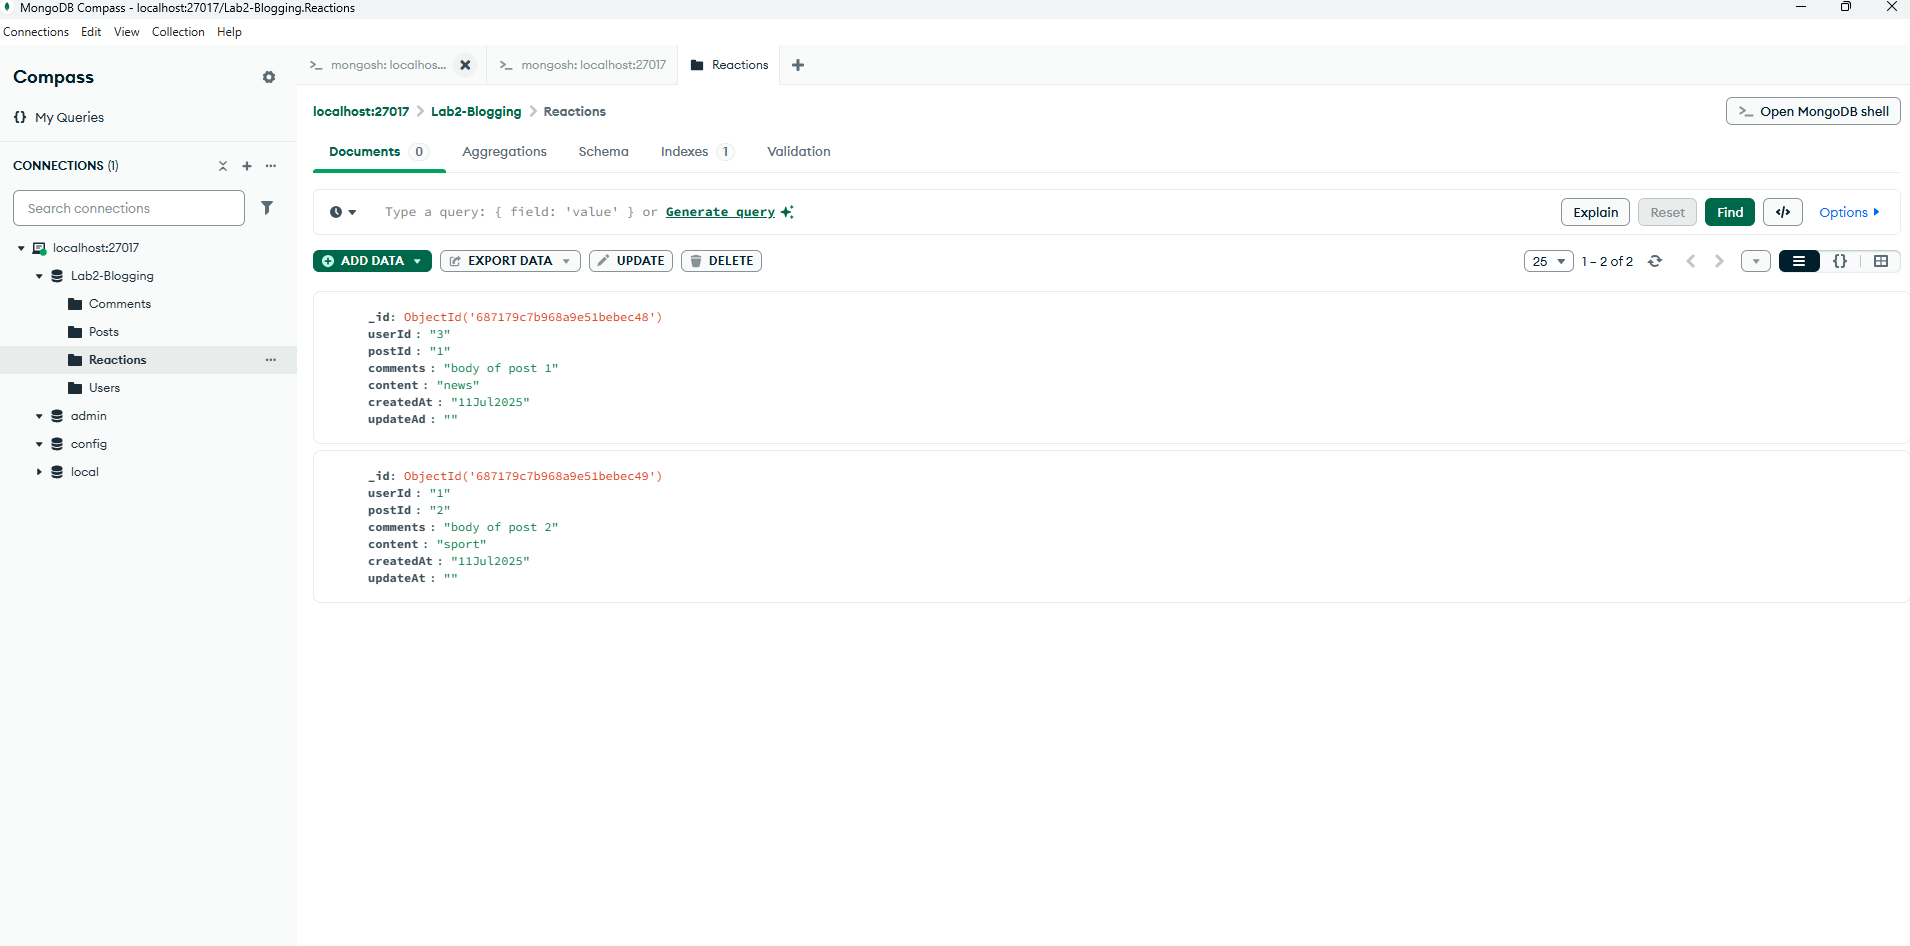 MongoDB Compass - localhost:27017/Lab2-Blogging.Reactions
Connections Edit View Collection Help
Compass
My Queries
CONNECTIONS (1)
Search connections
localhost:27017
Lab2-Blogging
Comments
Posts
Reactions
Users
admin
config
local
>_ mongosh: localhos... >_ mongosh: localhost:27017 Reactions
localhost:27017 > Lab2-Blogging > Reactions
>_ Open MongoDB shell
Documents 0 Aggregations Schema Indexes 1 Validation
Type a query: { field: 'value' } or Generate query
Explain Reset Find </> Options
ADD DATA EXPORT DATA UPDATE DELETE
25 1 – 2 of 2 {}
_id: ObjectId('687179c7b968a9e51bebec48')
userId : "3"
postId : "1"
comments : "body of post 1"
content : "news"
createdAt : "11Jul2025"
updateAd : ""
_id: ObjectId('687179c7b968a9e51bebec49')
userId : "1"
postId : "2"
comments : "body of post 2"
content : "sport"
createdAt : "11Jul2025"
updateAt : ""